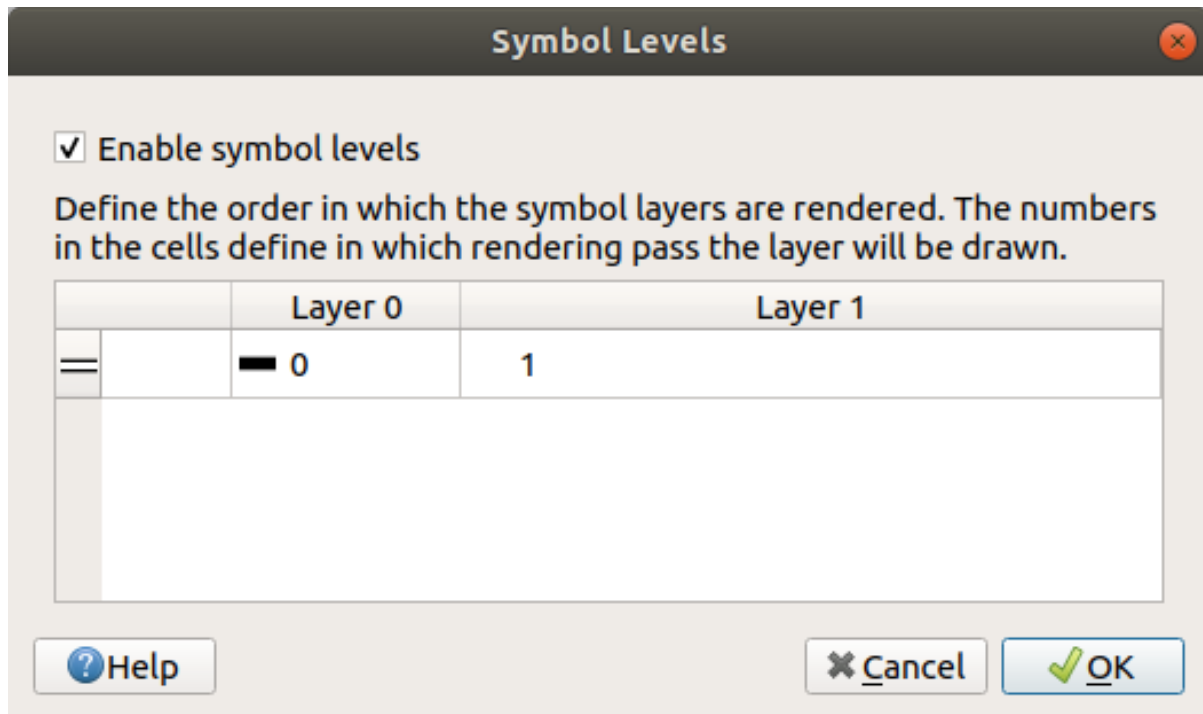 Symbol Levels
Enable symbol levels
Define the order in which the symbol layers are rendered. The numbers
in the cells define in which rendering pass the layer will be drawn.
Layer 0 Layer 1
0 1
Help Cancel OK